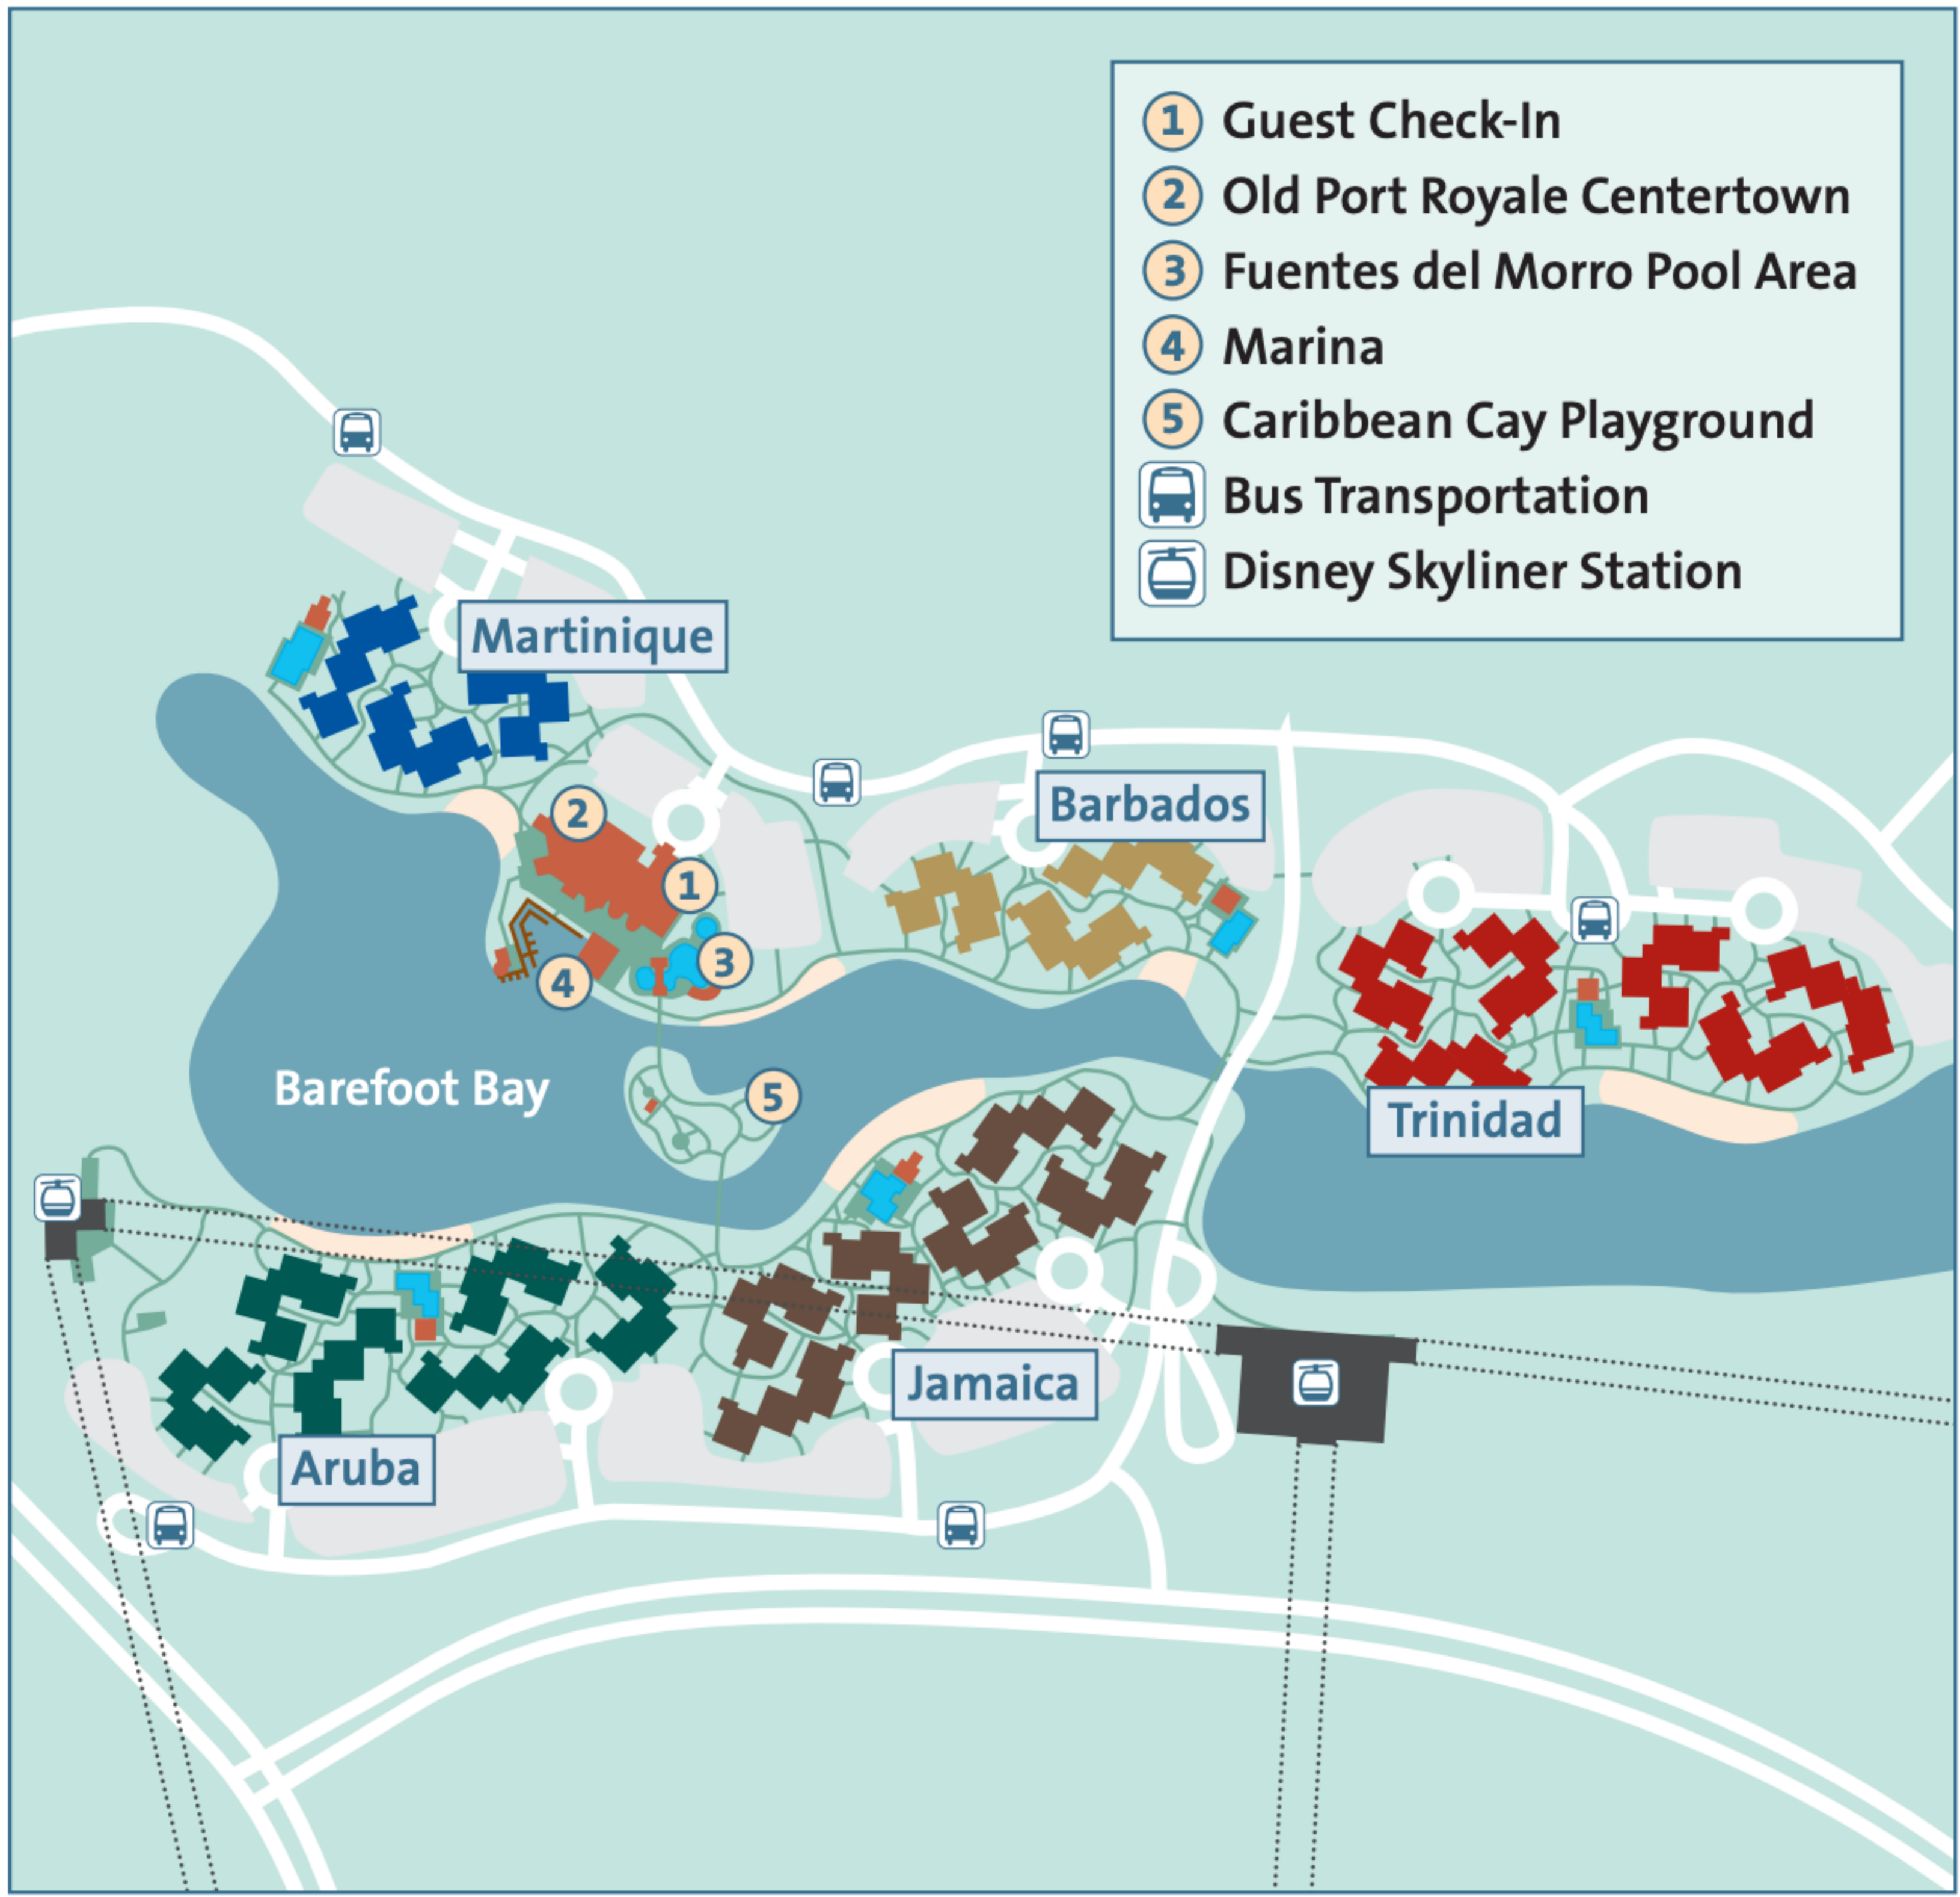 1 Guest Check-In
2 Old Port Royale Centertown
3 Fuentes del Morro Pool Area
4 Marina
5 Caribbean Cay Playground
Bus Transportation
Disney Skyliner Station
Martinique
Barbados
2
1
3
4
Barefoot Bay
5
Trinidad
Jamaica
Aruba